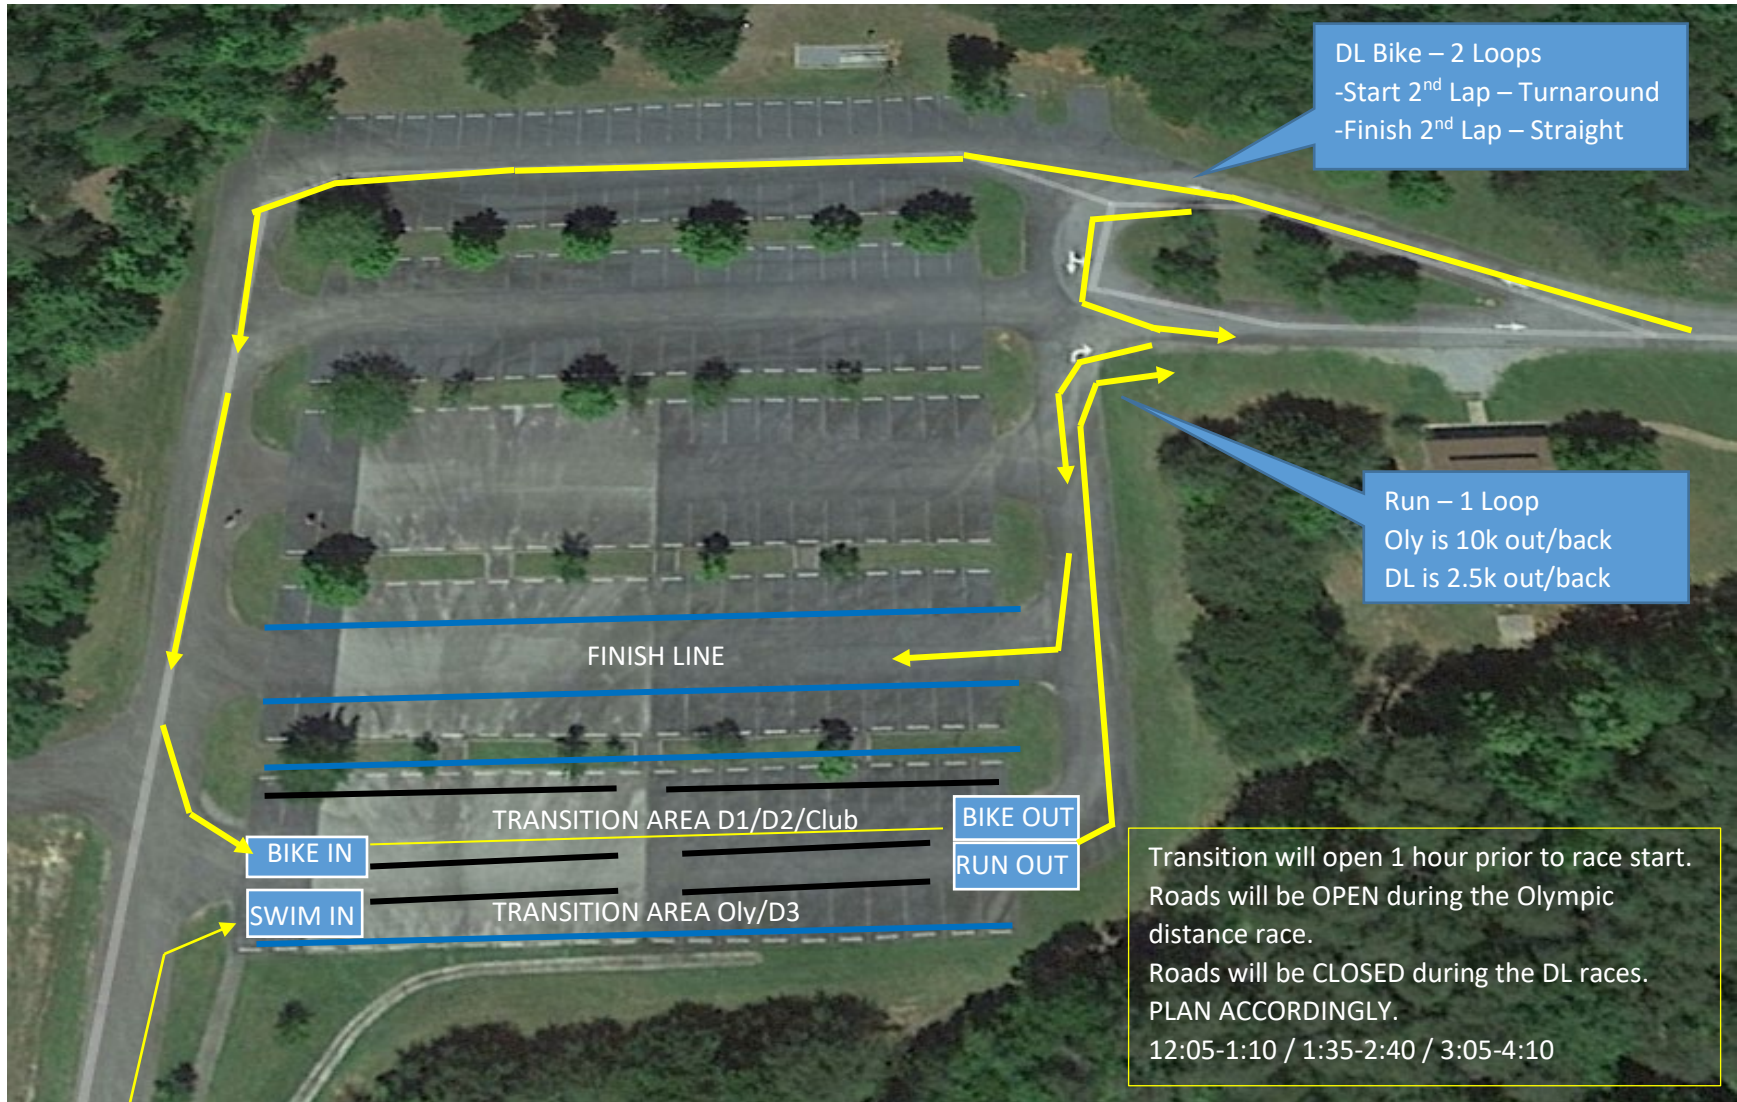 DL Bike – 2 Loops
-Start 2nd Lap – Turnaround
-Finish 2nd Lap – Straight
Run – 1 Loop
Oly is 10k out/back
DL is 2.5k out/back
FINISH LINE
TRANSITION AREA D1/D2/Club
BIKE OUT
BIKE IN
RUN OUT
SWIM IN
TRANSITION AREA Oly/D3
Transition will open 1 hour prior to race start.
Roads will be OPEN during the Olympic
distance race.
Roads will be CLOSED during the DL races.
PLAN ACCORDINGLY.
12:05-1:10 / 1:35-2:40 / 3:05-4:10